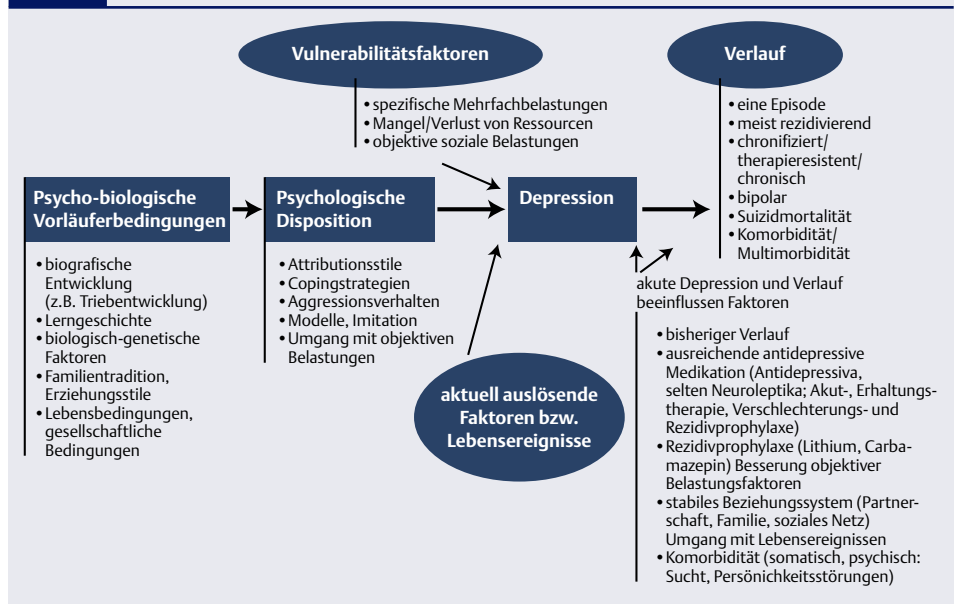 Vulnerabilitätsfaktoren
• spezifische Mehrfachbelastungen
• Mangel/Verlust von Ressourcen
• objektive soziale Belastungen
Verlauf
• eine Episode
• meist rezidivierend
• chronifiziert/
therapieresistent/
chronisch
• bipolar
• Suizidmortalität
• Komorbidität/
Multimorbidität
Psycho-biologische
Vorläuferbedingungen
• biografische
Entwicklung
(z.B. Triebentwicklung)
• Lerngeschichte
• biologisch-genetische
Faktoren
• Familientradition,
Erziehungsstile
• Lebensbedingungen,
gesellschaftliche
Bedingungen
Psychologische
Disposition
• Attributionsstile
• Copingstrategien
• Aggressionsverhalten
• Modelle, Imitation
• Umgang mit objektiven
Belastungen
Depression
aktuell auslösende
Faktoren bzw.
Lebensereignisse
akute Depression und Verlauf
beeinflussen Faktoren
• bisheriger Verlauf
• ausreichende antidepressive
Medikation (Antidepressiva,
selten Neuroleptika; Akut-, Erhaltungs-
therapie, Verschlechterungs- und
Rezidivprophylaxe)
• Rezidivprophylaxe (Lithium, Carba-
mazepin) Besserung objektiver
Belastungsfaktoren
• stabiles Beziehungssystem (Partner-
schaft, Familie, soziales Netz)
Umgang mit Lebensereignissen
• Komorbidität (somatisch, psychisch:
Sucht, Persönichkeitsstörungen)